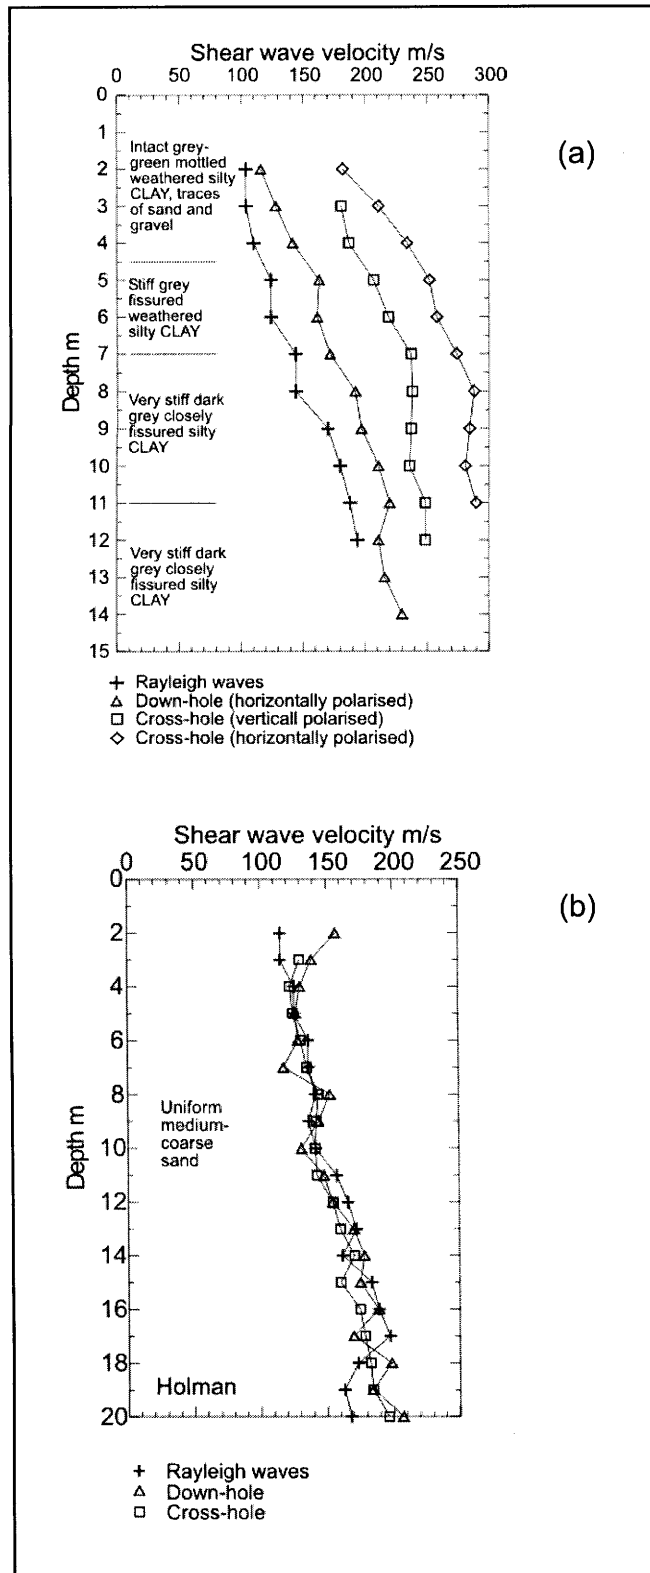 Shear wave velocity m/s
0 50 100 150 200 250 300
0
1
2
3
4
5
6
7
8
9
10
11
12
13
14
15
Depth m
Intact grey-
green mottled
weathered silty
CLAY, traces
of sand and
gravel
Stiff grey
fissured
weathered
silty CLAY
Very stiff dark
grey closely
fissured silty
CLAY
Very stiff dark
grey closely
fissured silty
CLAY
(a)
Rayleigh waves
Down-hole (horizontally polarised)
Cross-hole (verticall polarised)
Cross-hole (horizontally polarised)
Shear wave velocity m/s
0 50 100 150 200 250
0
2
4
6
8
10
12
14
16
18
20
Depth m
Uniform
medium-
coarse
sand
Holman
(b)
Rayleigh waves
Down-hole
Cross-hole